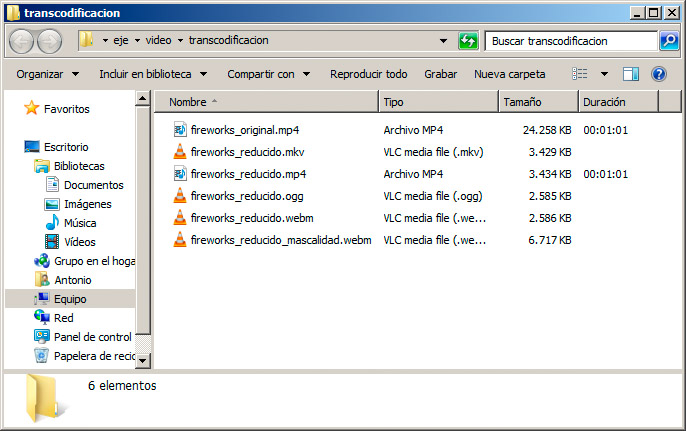 transcodificacion
eje video transcodificacion
Buscar transcodificacion
Organizar Incluir en biblioteca Compartir con Reproducir todo Grabar Nueva carpeta
Favoritos
Escritorio
Bibliotecas
Documentos
Imágenes
Música
Vídeos
Grupo en el hoga
Antonio
Equipo
Red
Panel de control
Papelera de recic
Nombre Tipo Tamaño Duración
fireworks_original.mp4 Archivo MP4 24.258 KB 00:01:01
fireworks_reducido.mkv VLC media file (.mkv) 3.429 KB
fireworks_reducido.mp4 Archivo MP4 3.434 KB 00:01:01
fireworks_reducido.ogg VLC media file (.ogg) 2.585 KB
fireworks_reducido.webm VLC media file (.we... 2.586 KB
fireworks_reducido_mascalidad.webm VLC media file (.we... 6.717 KB
6 elementos